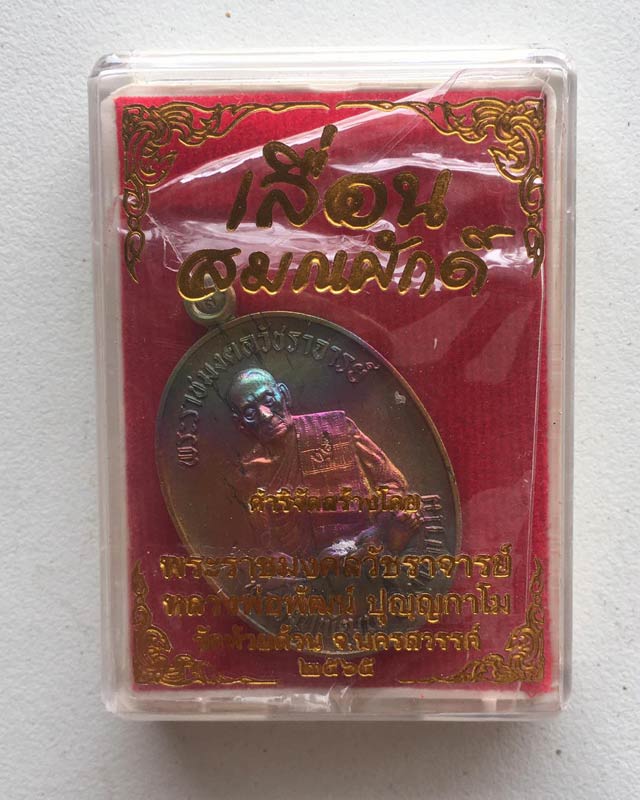 เลื่อน
สมณศักดิ์
พระราชมงคลวัชราจารย์
ดำริจัดสร้างโดย
พระราชมงคลวัชราจารย์
หลวงพ่อพัฒน์ ปุญฺญกาโม
วัดห้วยด้วน จ.นครสวรรค์
๒๕๖๕